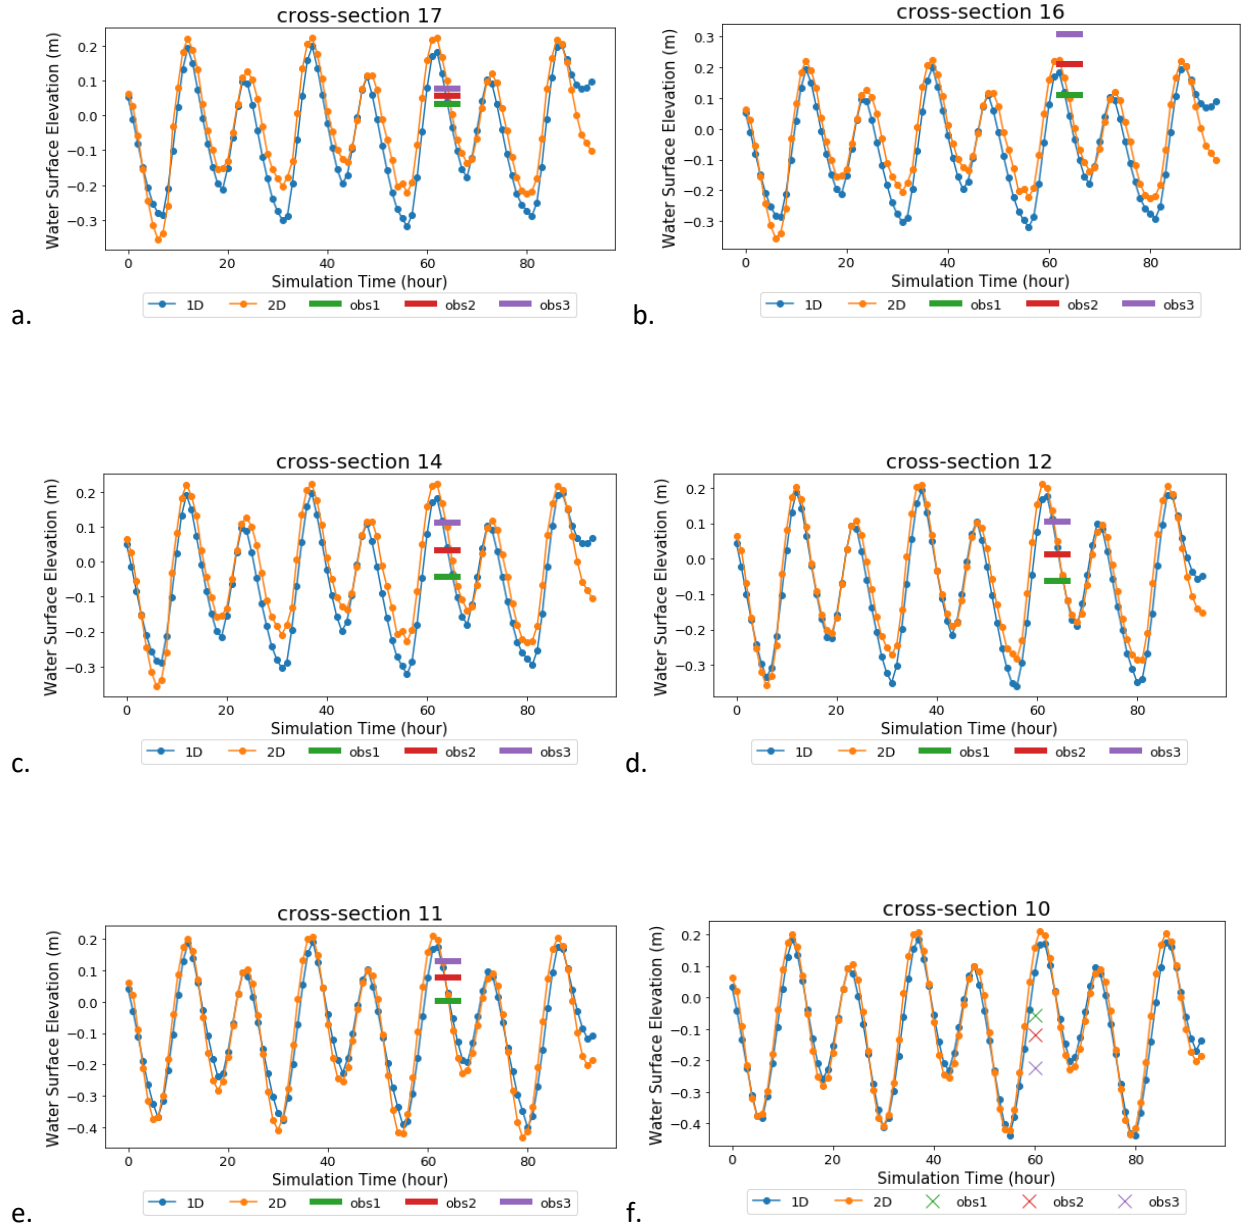 cross-section 17
Water Surface Elevation (m)
0.2
0.1
0.0
−0.1
−0.2
−0.3
0 20 40 60 80
Simulation Time (hour)
1D 2D obs1 obs2 obs3
a.
cross-section 16
Water Surface Elevation (m)
0.3
0.2
0.1
0.0
−0.1
−0.2
−0.3
0 20 40 60 80
Simulation Time (hour)
1D 2D obs1 obs2 obs3
b.
cross-section 14
Water Surface Elevation (m)
0.2
0.1
0.0
−0.1
−0.2
−0.3
0 20 40 60 80
Simulation Time (hour)
1D 2D obs1 obs2 obs3
c.
cross-section 12
Water Surface Elevation (m)
0.2
0.1
0.0
−0.1
−0.2
−0.3
0 20 40 60 80
Simulation Time (hour)
1D 2D obs1 obs2 obs3
d.
cross-section 11
Water Surface Elevation (m)
0.2
0.1
0.0
−0.1
−0.2
−0.3
−0.4
0 20 40 60 80
Simulation Time (hour)
1D 2D obs1 obs2 obs3
e.
cross-section 10
Water Surface Elevation (m)
0.2
0.1
0.0
−0.1
−0.2
−0.3
−0.4
0 20 40 60 80
Simulation Time (hour)
1D 2D obs1 obs2 obs3
f.